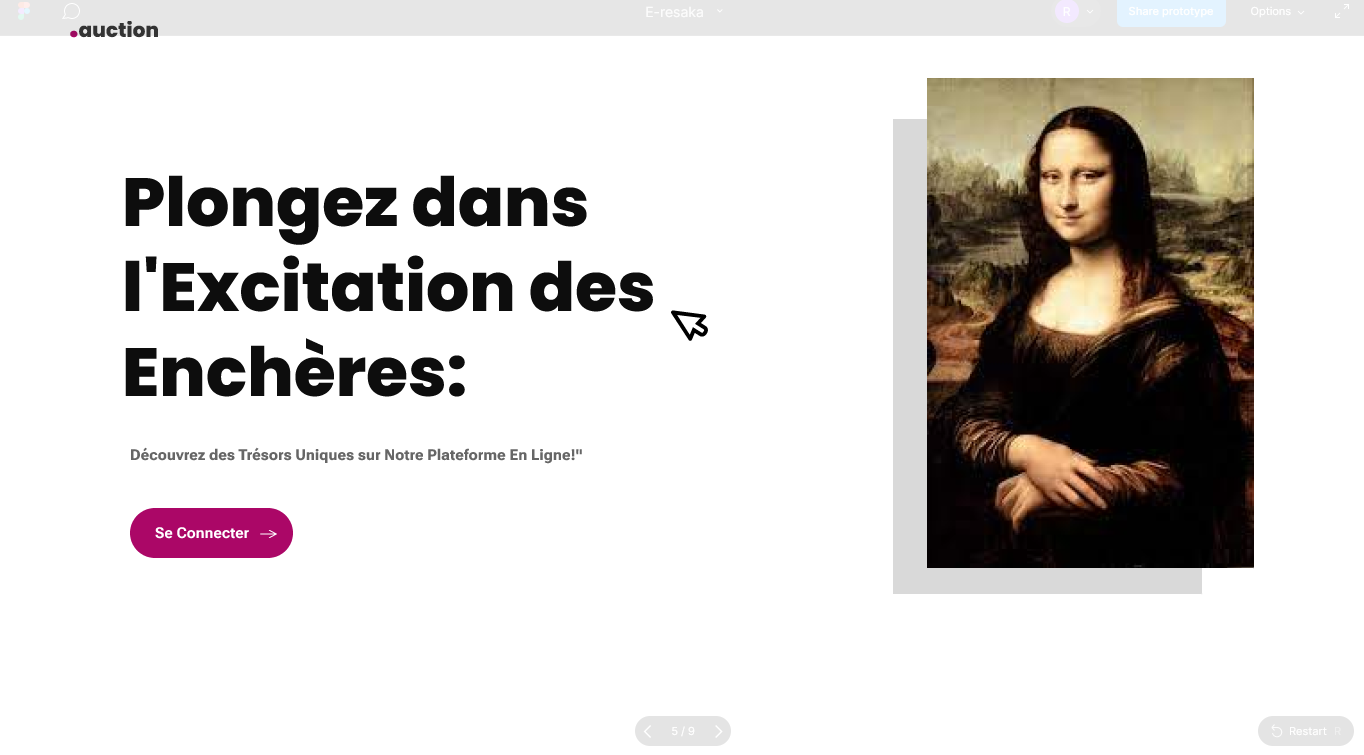 E-resaka
R
Share prototype
Options
.auction
Plongez dans
l'Excitation des
Enchères:
Découvrez des Trésors Uniques sur Notre Plateforme En Ligne!"
Se Connecter
5 / 9
Restart R